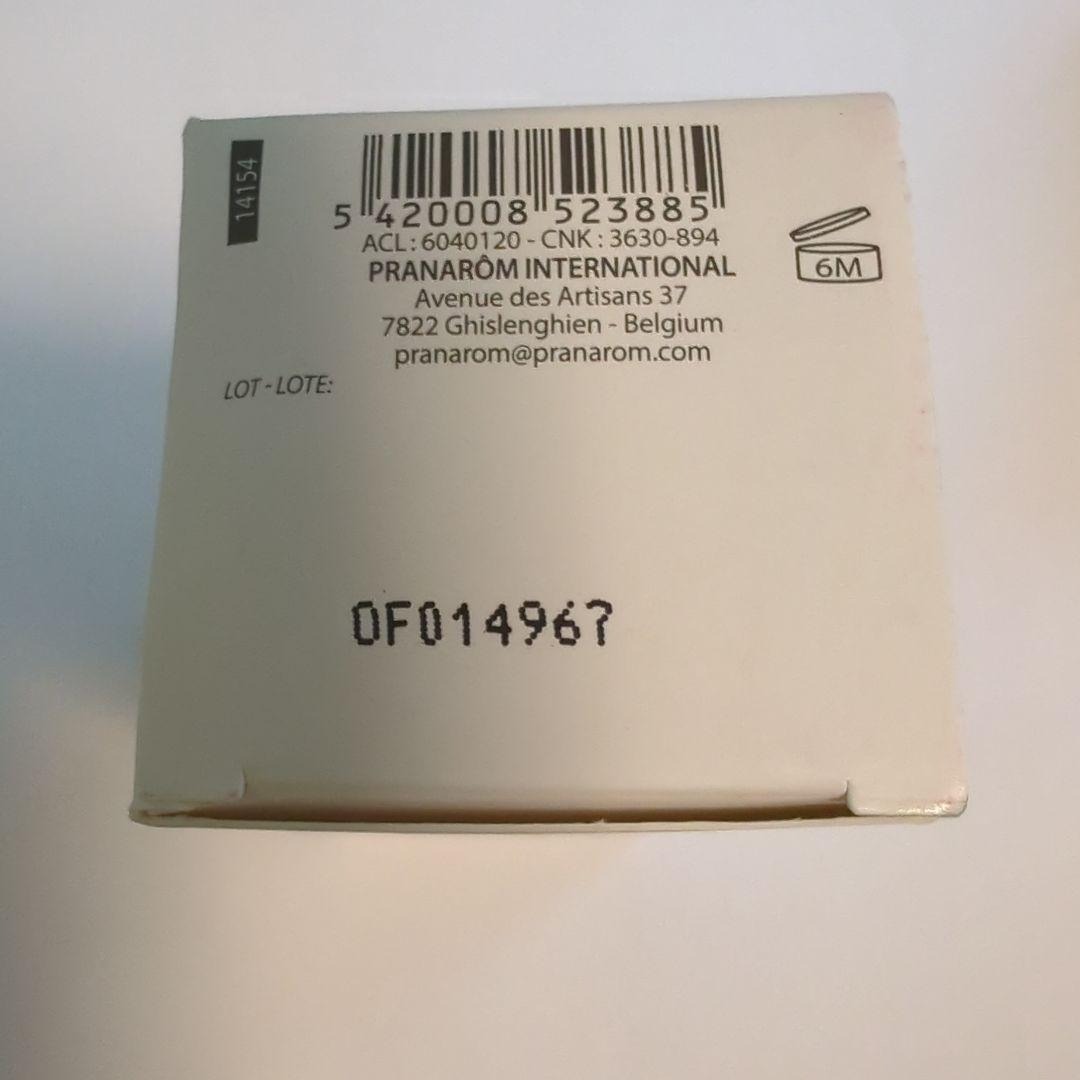 14154
5 420008 523885
ACL : 6040120 - CNK : 3630-894
PRANARÔM INTERNATIONAL
Avenue des Artisans 37
7822 Ghislenghien - Belgium
pranarom@pranarom.com
6M
LOT - LOTE:
0F014967